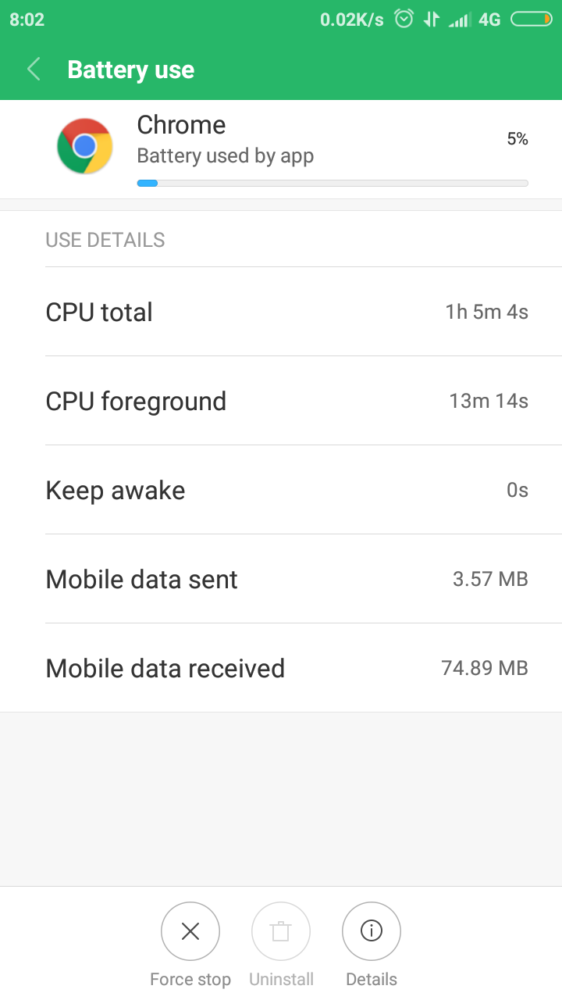 8:02 0.02K/s 4G
Battery use
Chrome
5%
Battery used by app
USE DETAILS
CPU total 1h 5m 4s
CPU foreground 13m 14s
Keep awake 0s
Mobile data sent 3.57 MB
Mobile data received 74.89 MB
Force stop Uninstall Details